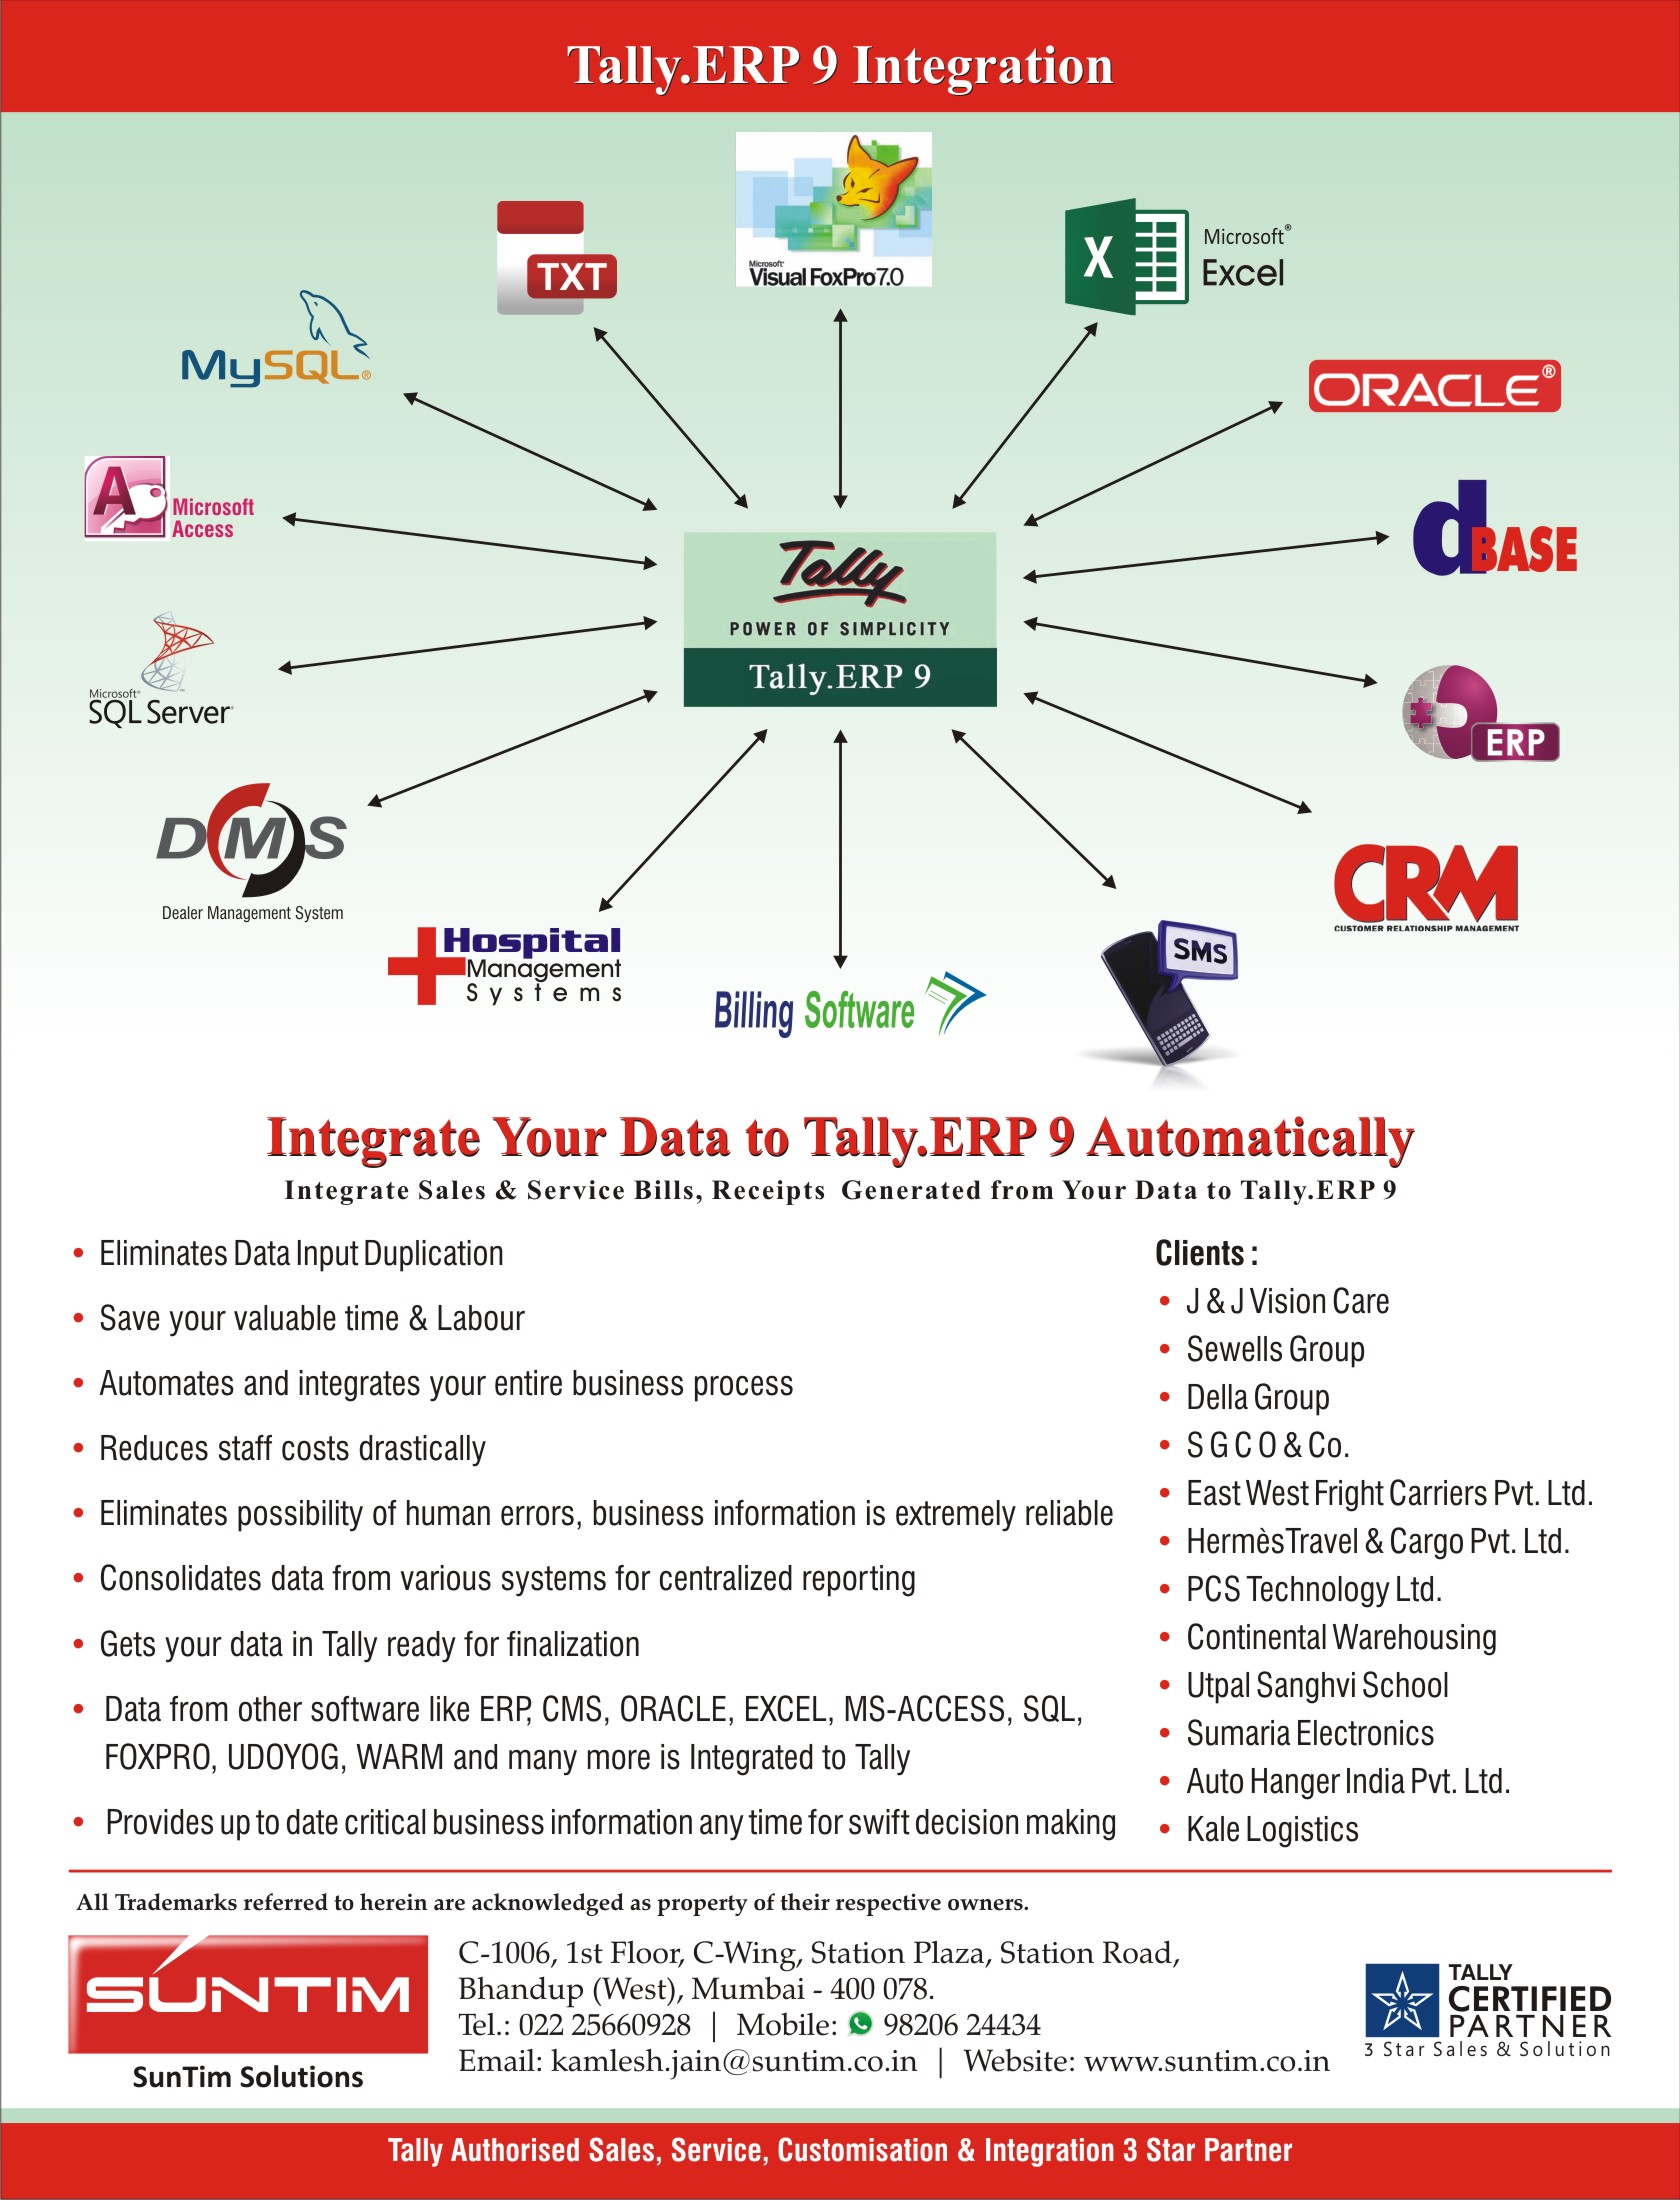 Tally.ERP 9 Integration
Microsoft®
Visual FoxPro7.0
TXT
X
Microsoft®
Excel
MySQL®
ORACLE®
A
Microsoft
Access
dBASE
Tally
POWER OF SIMPLICITY
Tally.ERP 9
Microsoft®
SQL Server
ERP
DMS
Dealer Management System
CRM
CUSTOMER RELATIONSHIP MANAGEMENT
Hospital
Management
Systems
SMS
Billing Software
Integrate Your Data to Tally.ERP 9 Automatically
Integrate Sales & Service Bills, Receipts Generated from Your Data to Tally.ERP 9
• Eliminates Data Input Duplication
• Save your valuable time & Labour
• Automates and integrates your entire business process
• Reduces staff costs drastically
• Eliminates possibility of human errors, business information is extremely reliable
• Consolidates data from various systems for centralized reporting
• Gets your data in Tally ready for finalization
• Data from other software like ERP, CMS, ORACLE, EXCEL, MS-ACCESS, SQL,
FOXPRO, UDOYOG, WARM and many more is Integrated to Tally
• Provides up to date critical business information any time for swift decision making
Clients :
• J & J Vision Care
• Sewells Group
• Della Group
• S G C O & Co.
• East West Fright Carriers Pvt. Ltd.
• HermèsTravel & Cargo Pvt. Ltd.
• PCS Technology Ltd.
• Continental Warehousing
• Utpal Sanghvi School
• Sumaria Electronics
• Auto Hanger India Pvt. Ltd.
• Kale Logistics
All Trademarks referred to herein are acknowledged as property of their respective owners.
SUNTIM
SunTim Solutions
C-1006, 1st Floor, C-Wing, Station Plaza, Station Road,
Bhandup (West), Mumbai - 400 078.
Tel.: 022 25660928 | Mobile: 98206 24434
Email: kamlesh.jain@suntim.co.in | Website: www.suntim.co.in
TALLY
CERTIFIED
PARTNER
3 Star Sales & Solution
Tally Authorised Sales, Service, Customisation & Integration 3 Star Partner